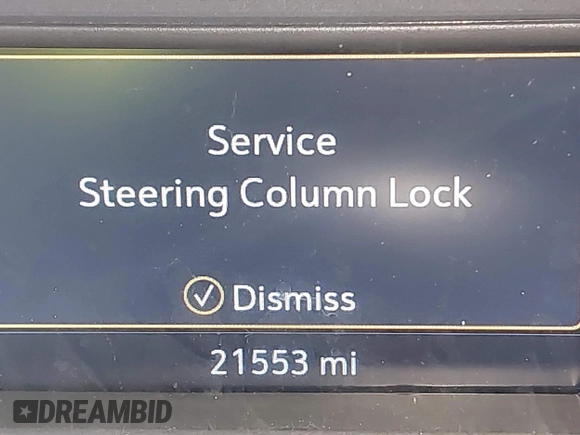 Service
Steering Column Lock
Dismiss
21553 mi
DREAMBID